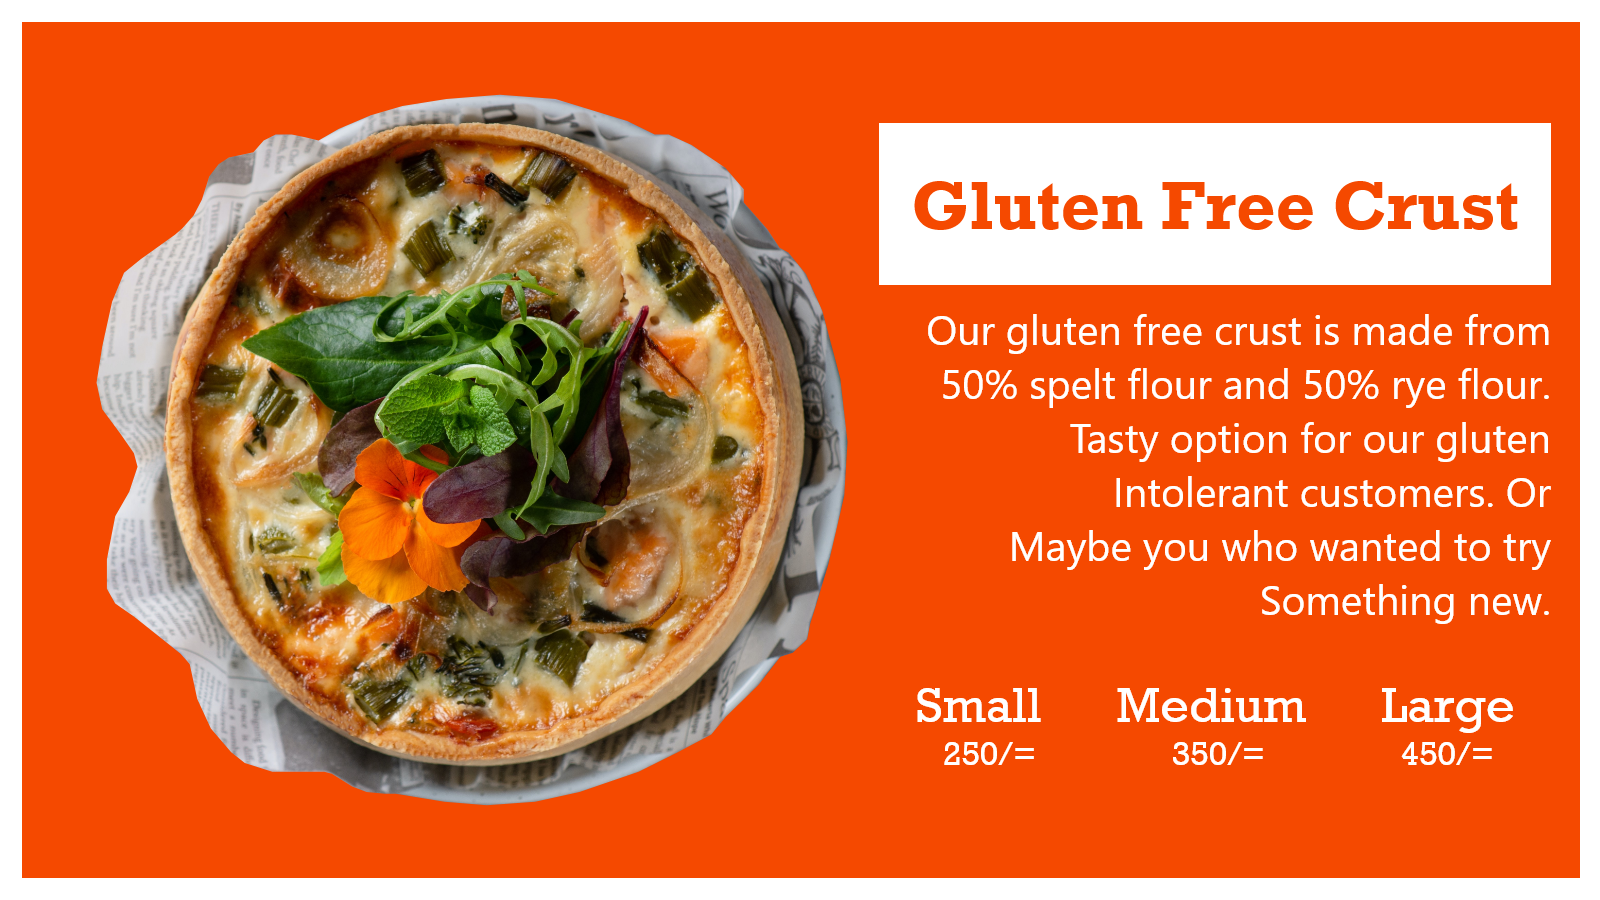 Gluten Free Crust
Our gluten free crust is made from
50% spelt flour and 50% rye flour.
Tasty option for our gluten
Intolerant customers. Or
Maybe you who wanted to try
Something new.
Small Medium Large
250/= 350/= 450/=